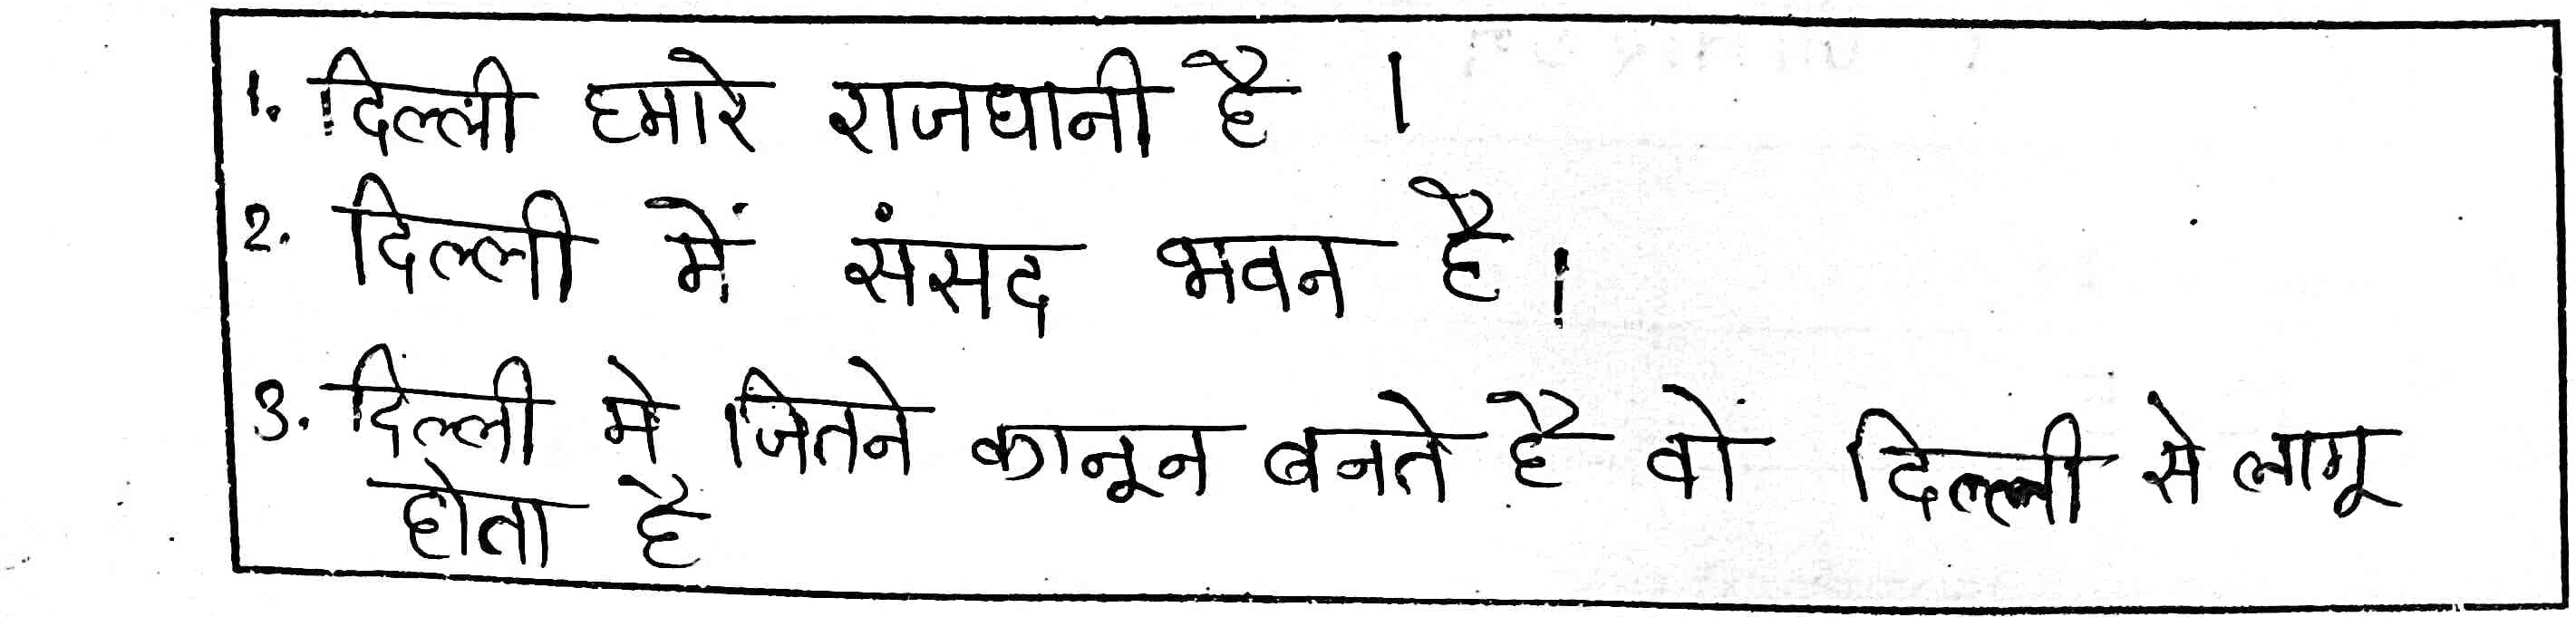 1. दिल्ली हमारे राजधानी है ।
2. दिल्ली में संसद भवन है।
3. दिल्ली मे जितने कानून बनते है वो दिल्ली से लागू
होता है